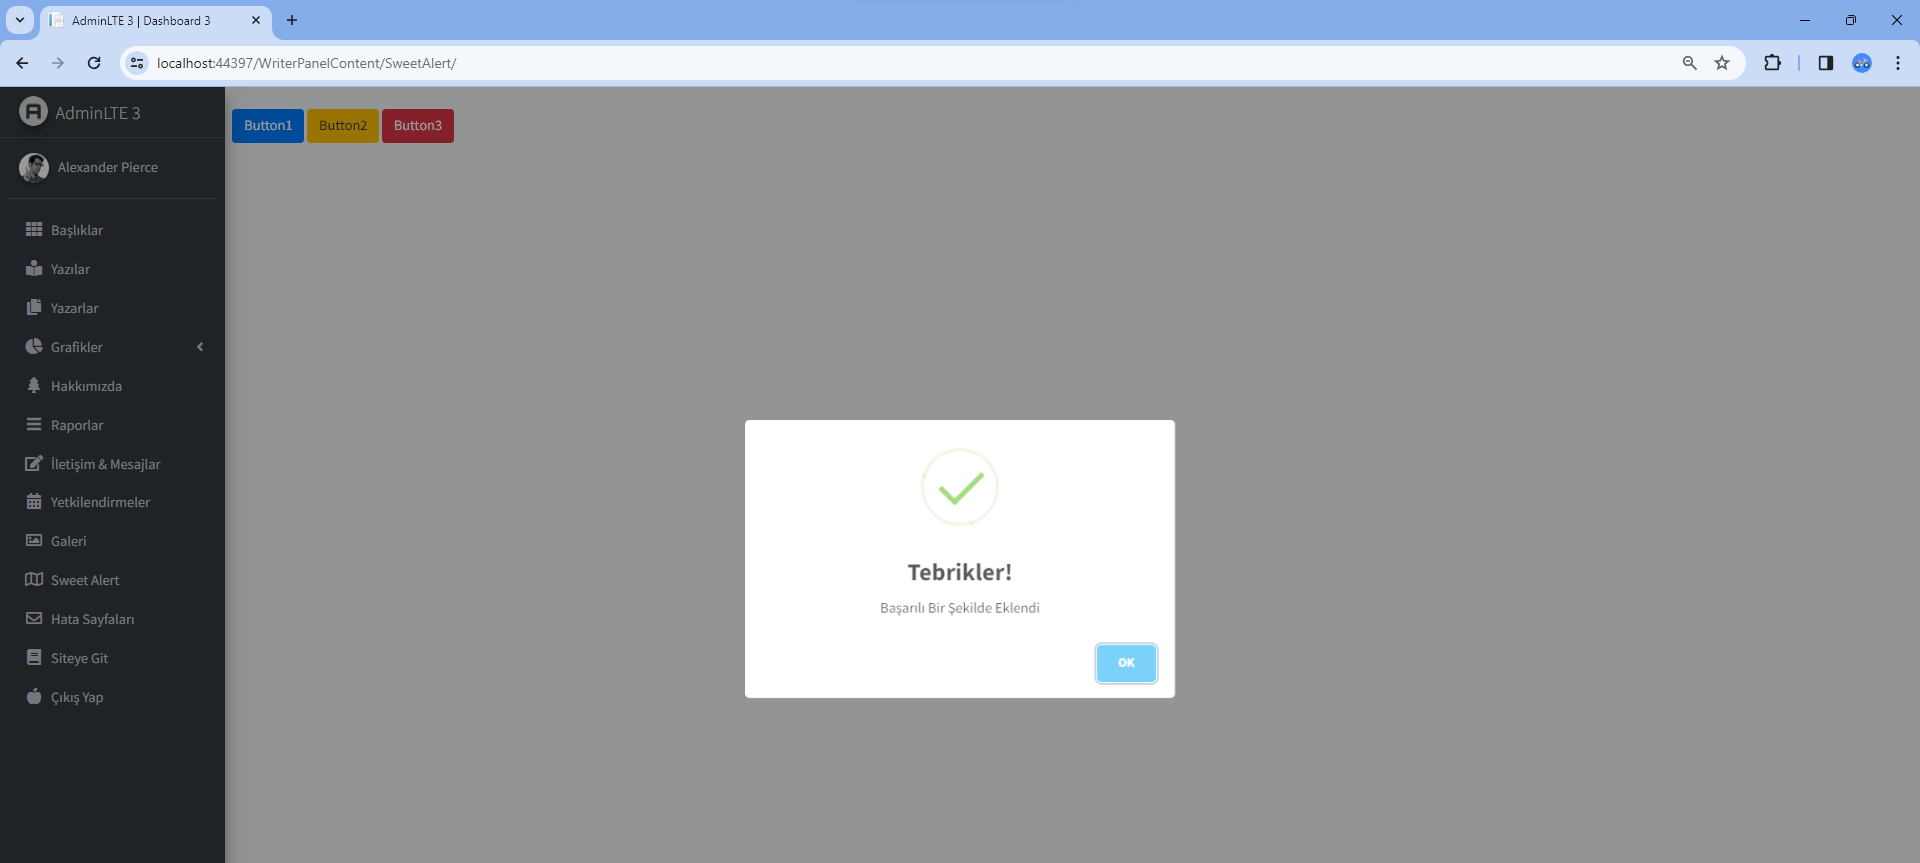 AdminLTE 3 | Dashboard 3
localhost:44397/WriterPanelContent/SweetAlert/
AdminLTE 3
Alexander Pierce
Başlıklar
Yazılar
Yazarlar
Grafikler
Hakkımızda
Raporlar
İletişim & Mesajlar
Yetkilendirmeler
Galeri
Sweet Alert
Hata Sayfaları
Siteye Git
Çıkış Yap
Button1 Button2 Button3
Tebrikler!
Başarılı Bir Şekilde Eklendi
OK